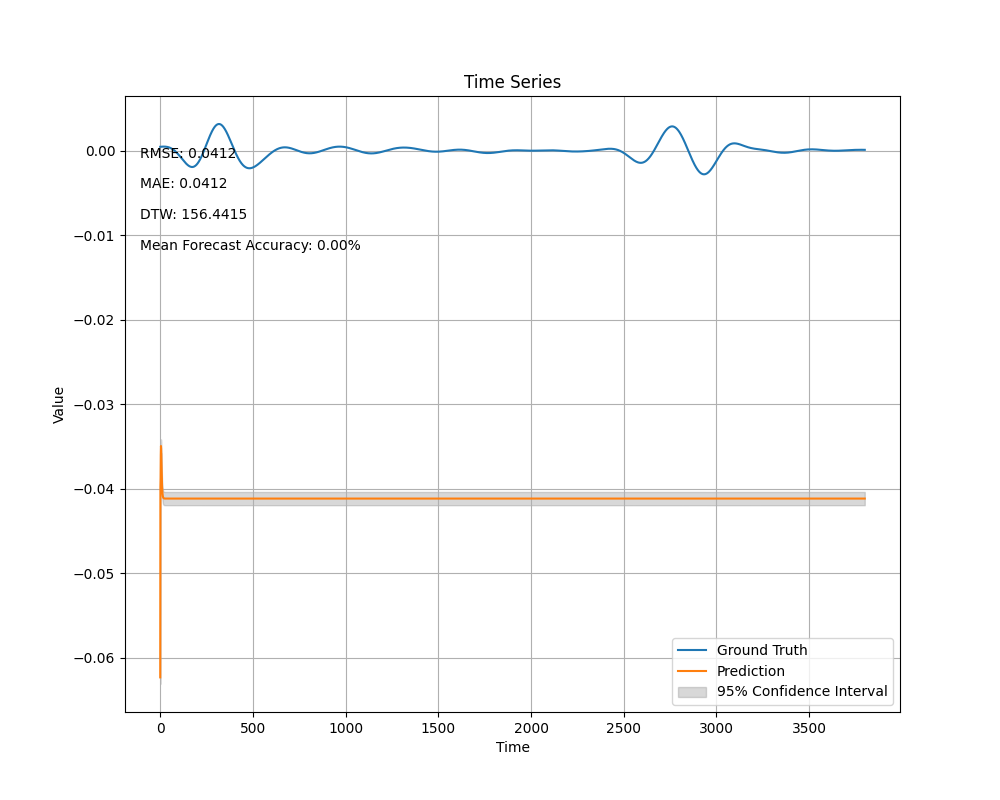 Time Series
0.00
−0.01
−0.02
−0.03
−0.04
−0.05
−0.06
Value
RMSE: 0.0412
MAE: 0.0412
DTW: 156.4415
Mean Forecast Accuracy: 0.00%
Ground Truth
Prediction
95% Confidence Interval
0 500 1000 1500 2000 2500 3000 3500
Time